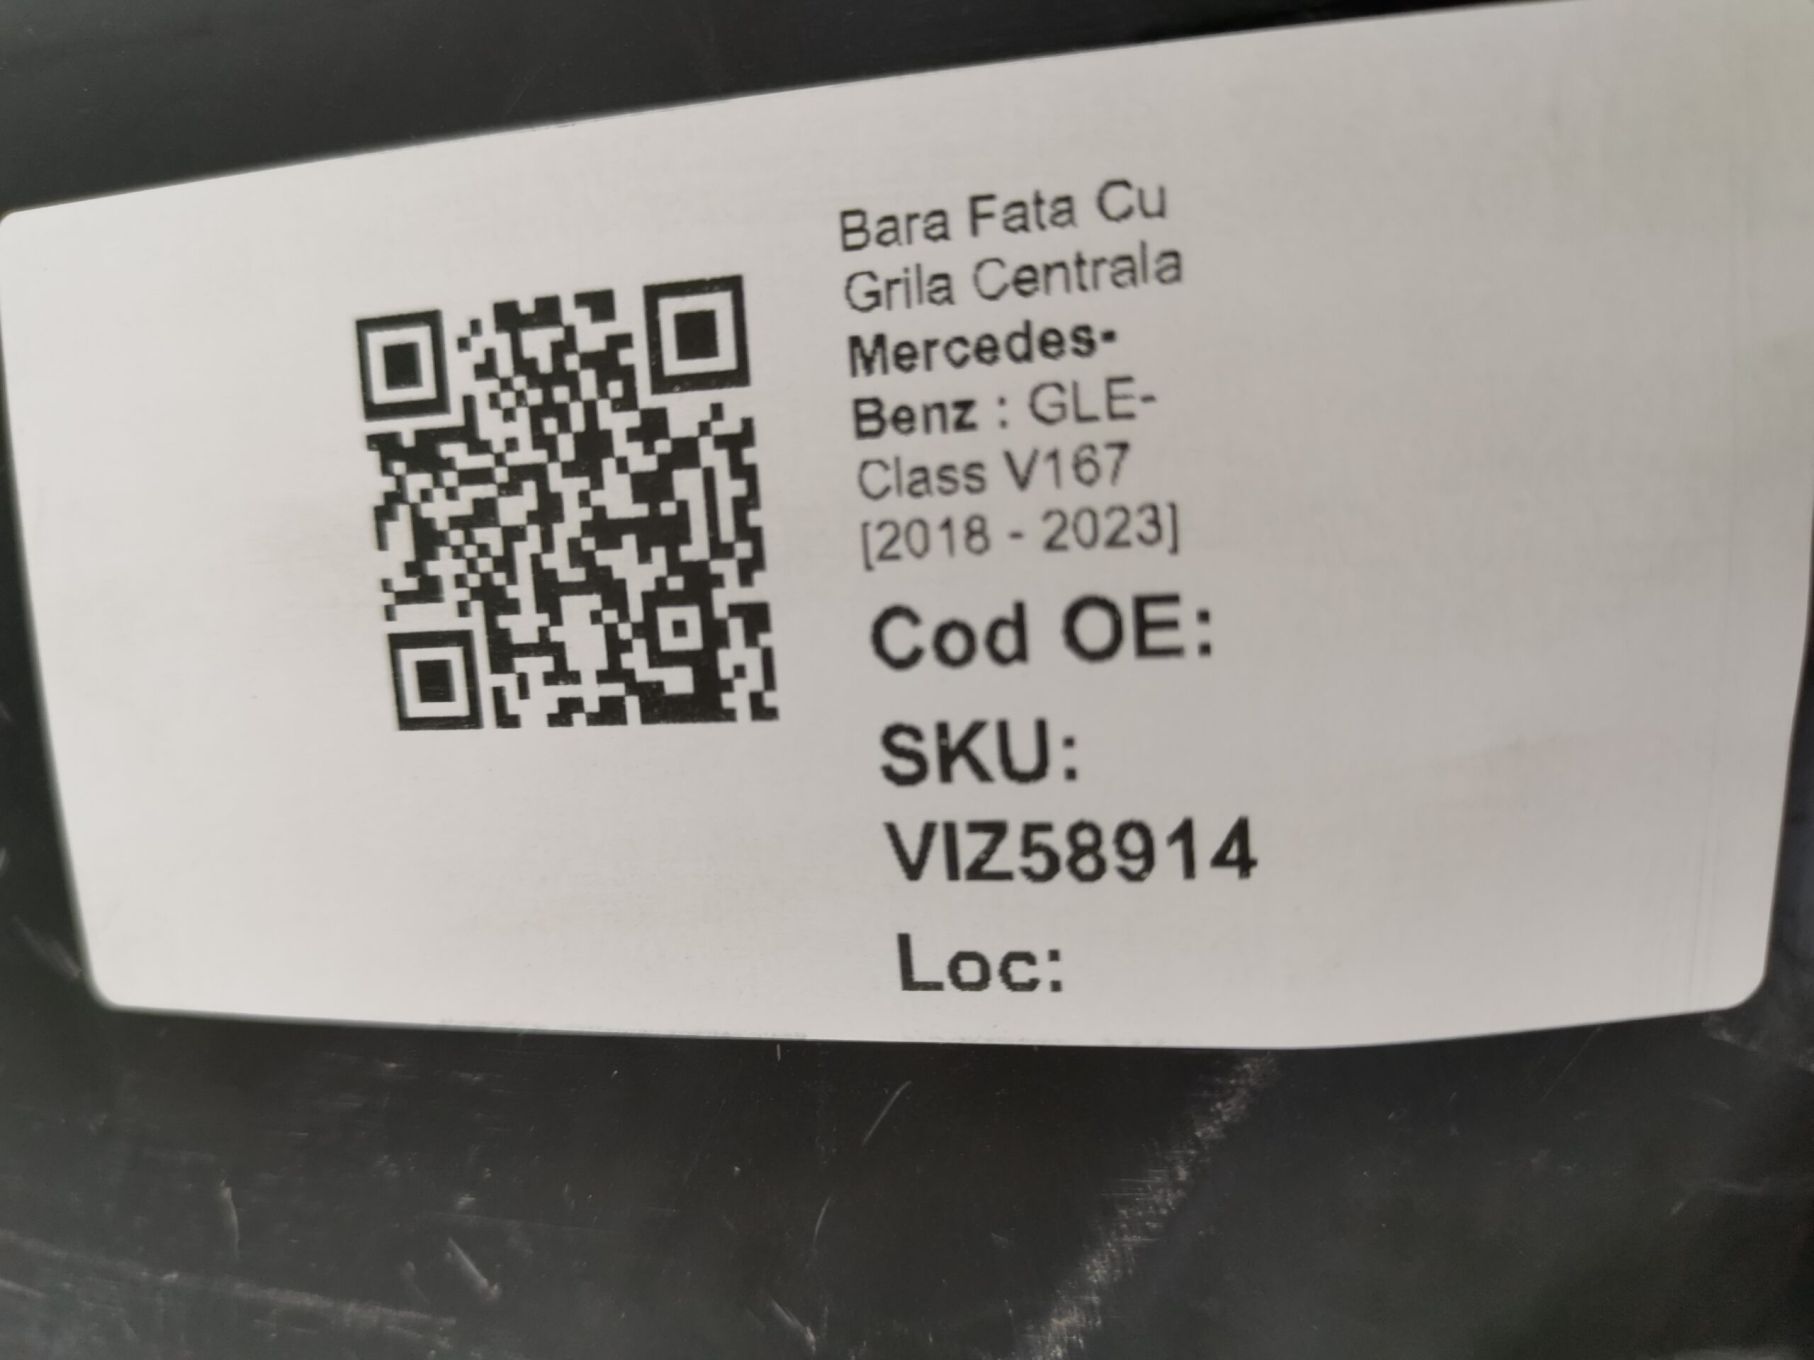 Bara Fata Cu
Grila Centrala
Mercedes-
Benz : GLE-
Class V167
[2018 - 2023]
Cod OE:
SKU:
VIZ58914
Loc: